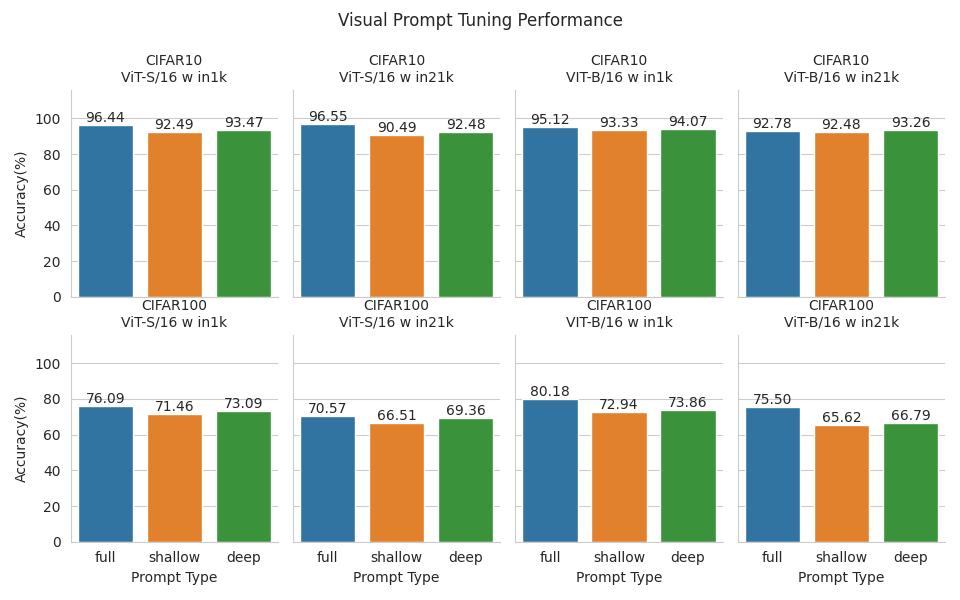 Visual Prompt Tuning Performance
CIFAR10
ViT-S/16 w in1k
CIFAR10
ViT-S/16 w in21k
CIFAR10
VIT-B/16 w in1k
CIFAR10
ViT-B/16 w in21k
Accuracy(%)
100
80
60
40
20
0
96.44 92.49 93.47
96.55 90.49 92.48
95.12 93.33 94.07
92.78 92.48 93.26
CIFAR100
ViT-S/16 w in1k
CIFAR100
ViT-S/16 w in21k
CIFAR100
VIT-B/16 w in1k
CIFAR100
ViT-B/16 w in21k
Accuracy(%)
100
80
60
40
20
0
76.09 71.46 73.09
70.57 66.51 69.36
80.18 72.94 73.86
75.50 65.62 66.79
full shallow deep
full shallow deep
full shallow deep
full shallow deep
Prompt Type
Prompt Type
Prompt Type
Prompt Type